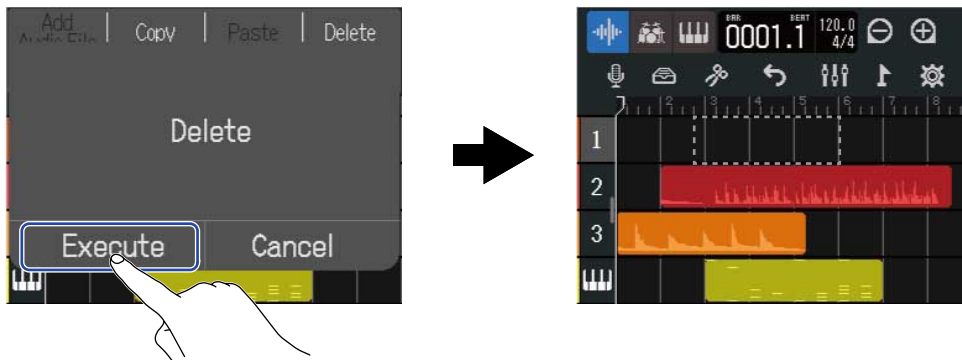 Add Audio File Copy Paste Delete
Delete
Execute Cancel
BAR BEAT
0001.1 120.0 4/4
2 3 4 5 6 7 8
1
2
3